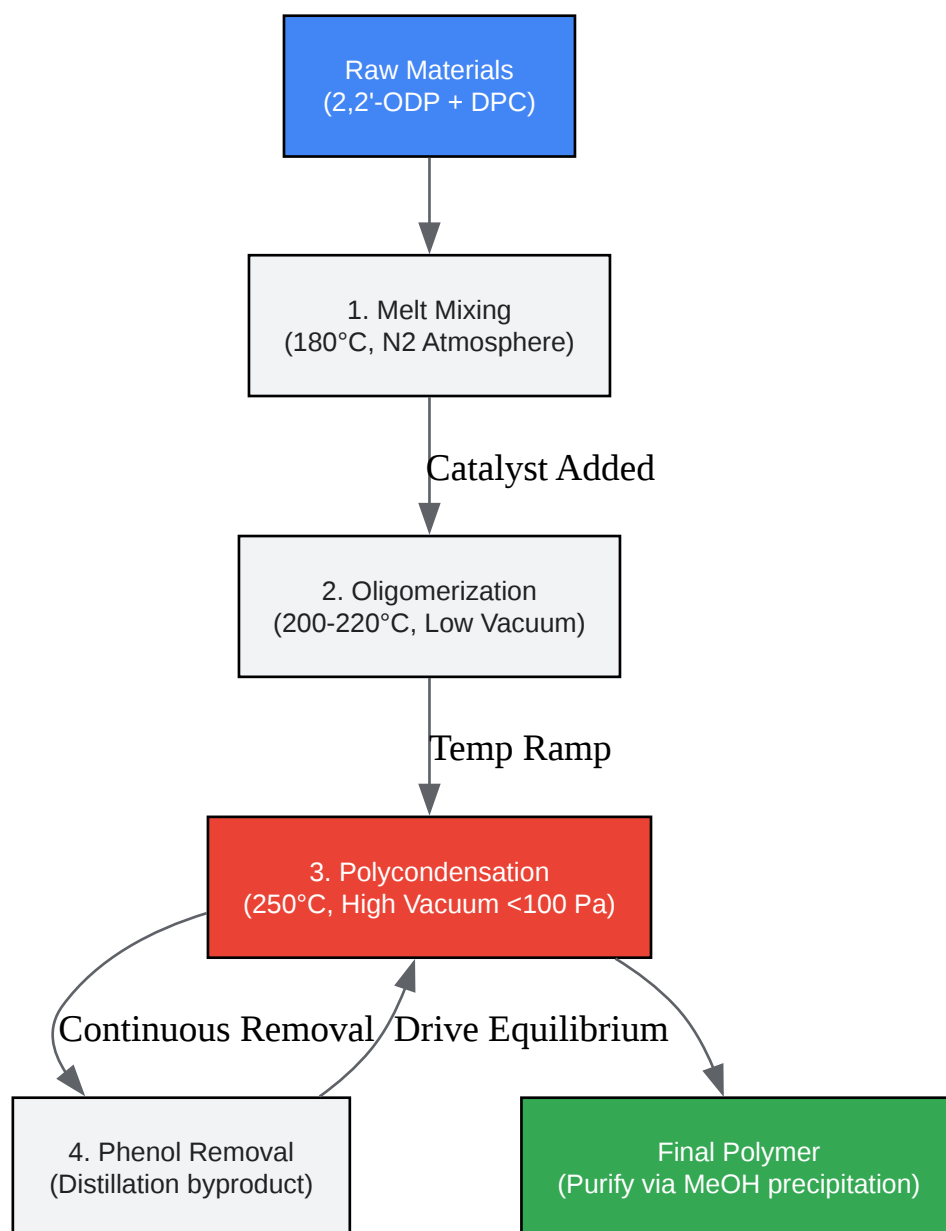 Raw Materials
(2,2'-ODP + DPC)
1. Melt Mixing
(180°C, N2 Atmosphere)
Catalyst Added
2. Oligomerization
(200-220°C, Low Vacuum)
Temp Ramp
3. Polycondensation
(250°C, High Vacuum <100 Pa)
Continuous Removal
Drive Equilibrium
4. Phenol Removal
(Distillation byproduct)
Final Polymer
(Purify via MeOH precipitation)